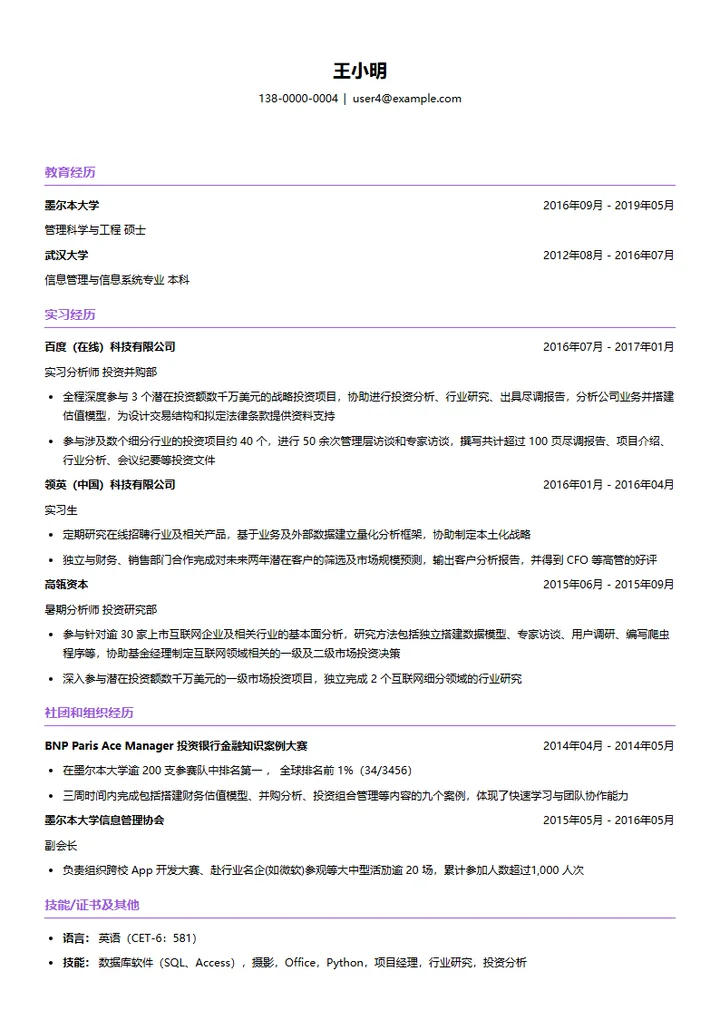 王小明
138-0000-0004 | user4@example.com
教育经历
墨尔本大学 2016年09月 - 2019年05月
管理科学与工程 硕士
武汉大学 2012年08月 - 2016年07月
信息管理与信息系统专业 本科
实习经历
百度（在线）科技有限公司 2016年07月 - 2017年01月
实习分析师 投资并购部
• 全程深度参与 3 个潜在投资额数千万美元的战略投资项目，协助进行投资分析、行业研究、出具尽调报告，分析公司业务并搭建
估值模型，为设计交易结构和拟定法律条款提供资料支持
• 参与涉及数个细分行业的投资项目约 40 个，进行 50 余次管理层访谈和专家访谈，撰写共计超过 100 页尽调报告、项目介绍、
行业分析、会议纪要等投资文件
领英（中国）科技有限公司 2016年01月 - 2016年04月
实习生
• 定期研究在线招聘行业及相关产品，基于业务及外部数据建立量化分析框架，协助制定本土化战略
• 独立与财务、销售部门合作完成对未来两年潜在客户的筛选及市场规模预测，输出客户分析报告，并得到 CFO 等高管的好评
高瓴资本 2015年06月 - 2015年09月
暑期分析师 投资研究部
• 参与针对逾 30 家上市互联网企业及相关行业的基本面分析，研究方法包括独立搭建数据模型、专家访谈、用户调研、编写爬虫
程序等，协助基金经理制定互联网领域相关的一级及二级市场投资决策
• 深入参与潜在投资额数千万美元的一级市场投资项目，独立完成 2 个互联网细分领域的行业研究
社团和组织经历
BNP Paris Ace Manager 投资银行金融知识案例大赛 2014年04月 - 2014年05月
• 在墨尔本大学逾 200 支参赛队中排名第一 ， 全球排名前 1%（34/3456）
• 三周时间内完成包括搭建财务估值模型、并购分析、投资组合管理等内容的九个案例，体现了快速学习与团队协作能力
墨尔本大学信息管理协会 2015年05月 - 2016年05月
副会长
• 负责组织跨校 App 开发大赛、赴行业名企(如微软)参观等大中型活动逾 20 场，累计参加人数超过1,000 人次
技能/证书及其他
• 语言： 英语（CET-6：581）
• 技能： 数据库软件（SQL、Access），摄影，Office，Python，项目经理，行业研究，投资分析